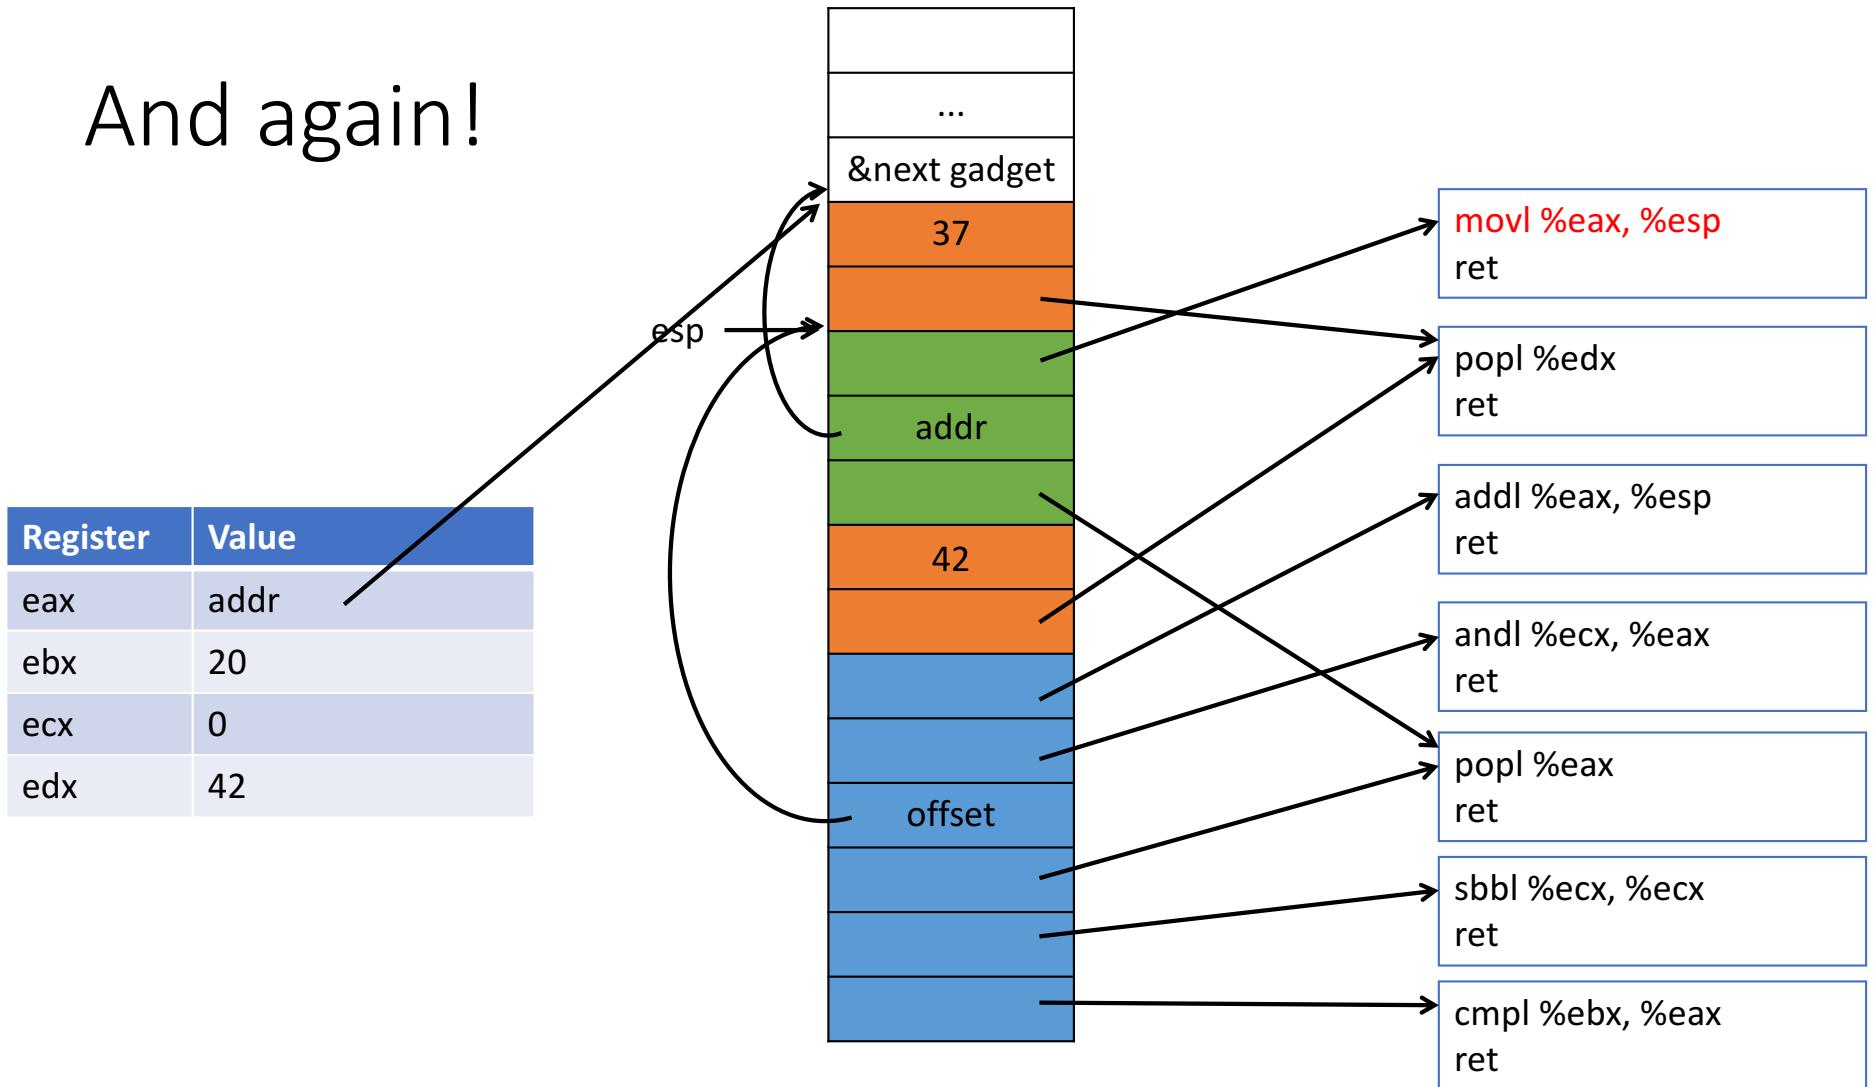 And again!
...
&next gadget
37
esp
addr
42
offset
Register Value
eax addr
ebx 20
ecx 0
edx 42
movl %eax, %esp
ret
popl %edx
ret
addl %eax, %esp
ret
andl %ecx, %eax
ret
popl %eax
ret
sbbl %ecx, %ecx
ret
cmpl %ebx, %eax
ret